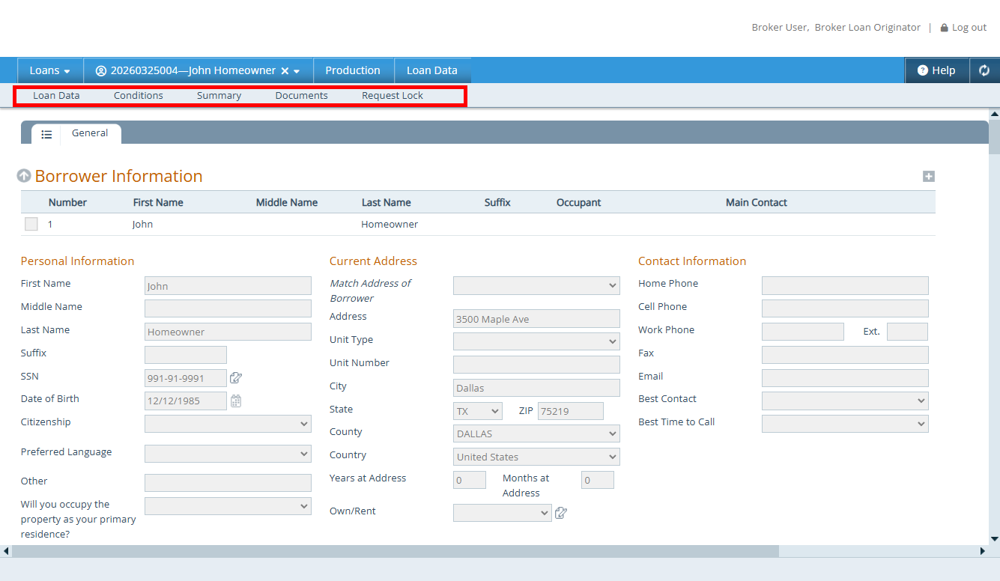 Broker User, Broker Loan Originator | Log out
Loans 20260325004—John Homeowner Production Loan Data Help
Loan Data Conditions Summary Documents Request Lock
General
Borrower Information
Number First Name Middle Name Last Name Suffix Occupant Main Contact
1 John Homeowner
Personal Information
First Name John
Middle Name
Last Name Homeowner
Suffix
SSN 991-91-9991
Date of Birth 12/12/1985
Citizenship
Preferred Language
Other
Will you occupy the
property as your primary
residence?
Current Address
Match Address of
Borrower
Address 3500 Maple Ave
Unit Type
Unit Number
City Dallas
State TX ZIP 75219
County DALLAS
Country United States
Years at Address 0 Months at
Address 0
Own/Rent
Contact Information
Home Phone
Cell Phone
Work Phone Ext.
Fax
Email
Best Contact
Best Time to Call